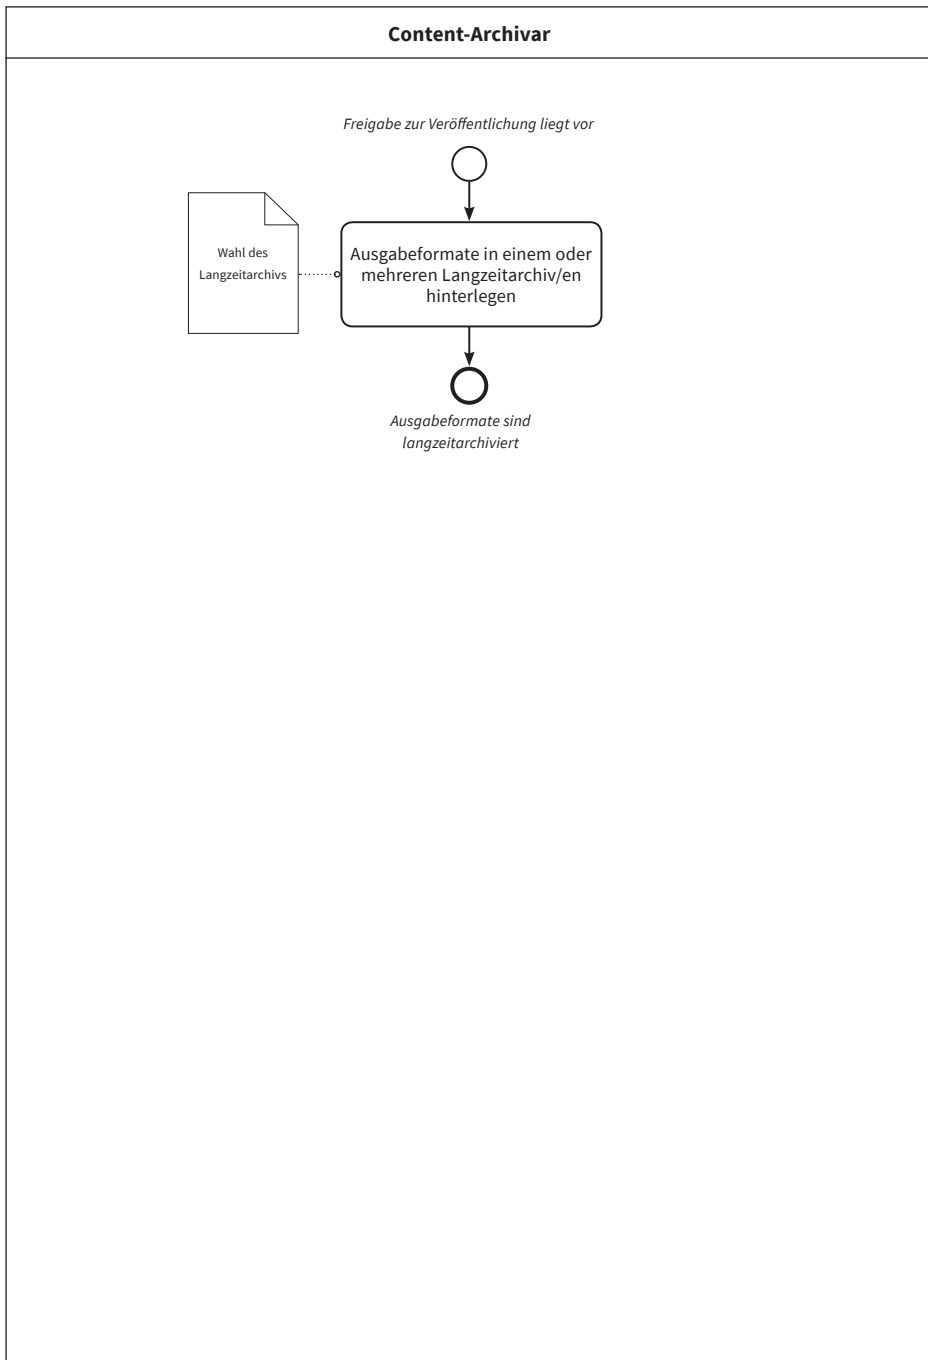 Content-Archivar
Freigabe zur Veröffentlichung liegt vor
Wahl des
Langzeitarchivs
Ausgabeformate in einem oder
mehreren Langzeitarchiv/en
hinterlegen
Ausgabeformate sind
langzeitarchiviert